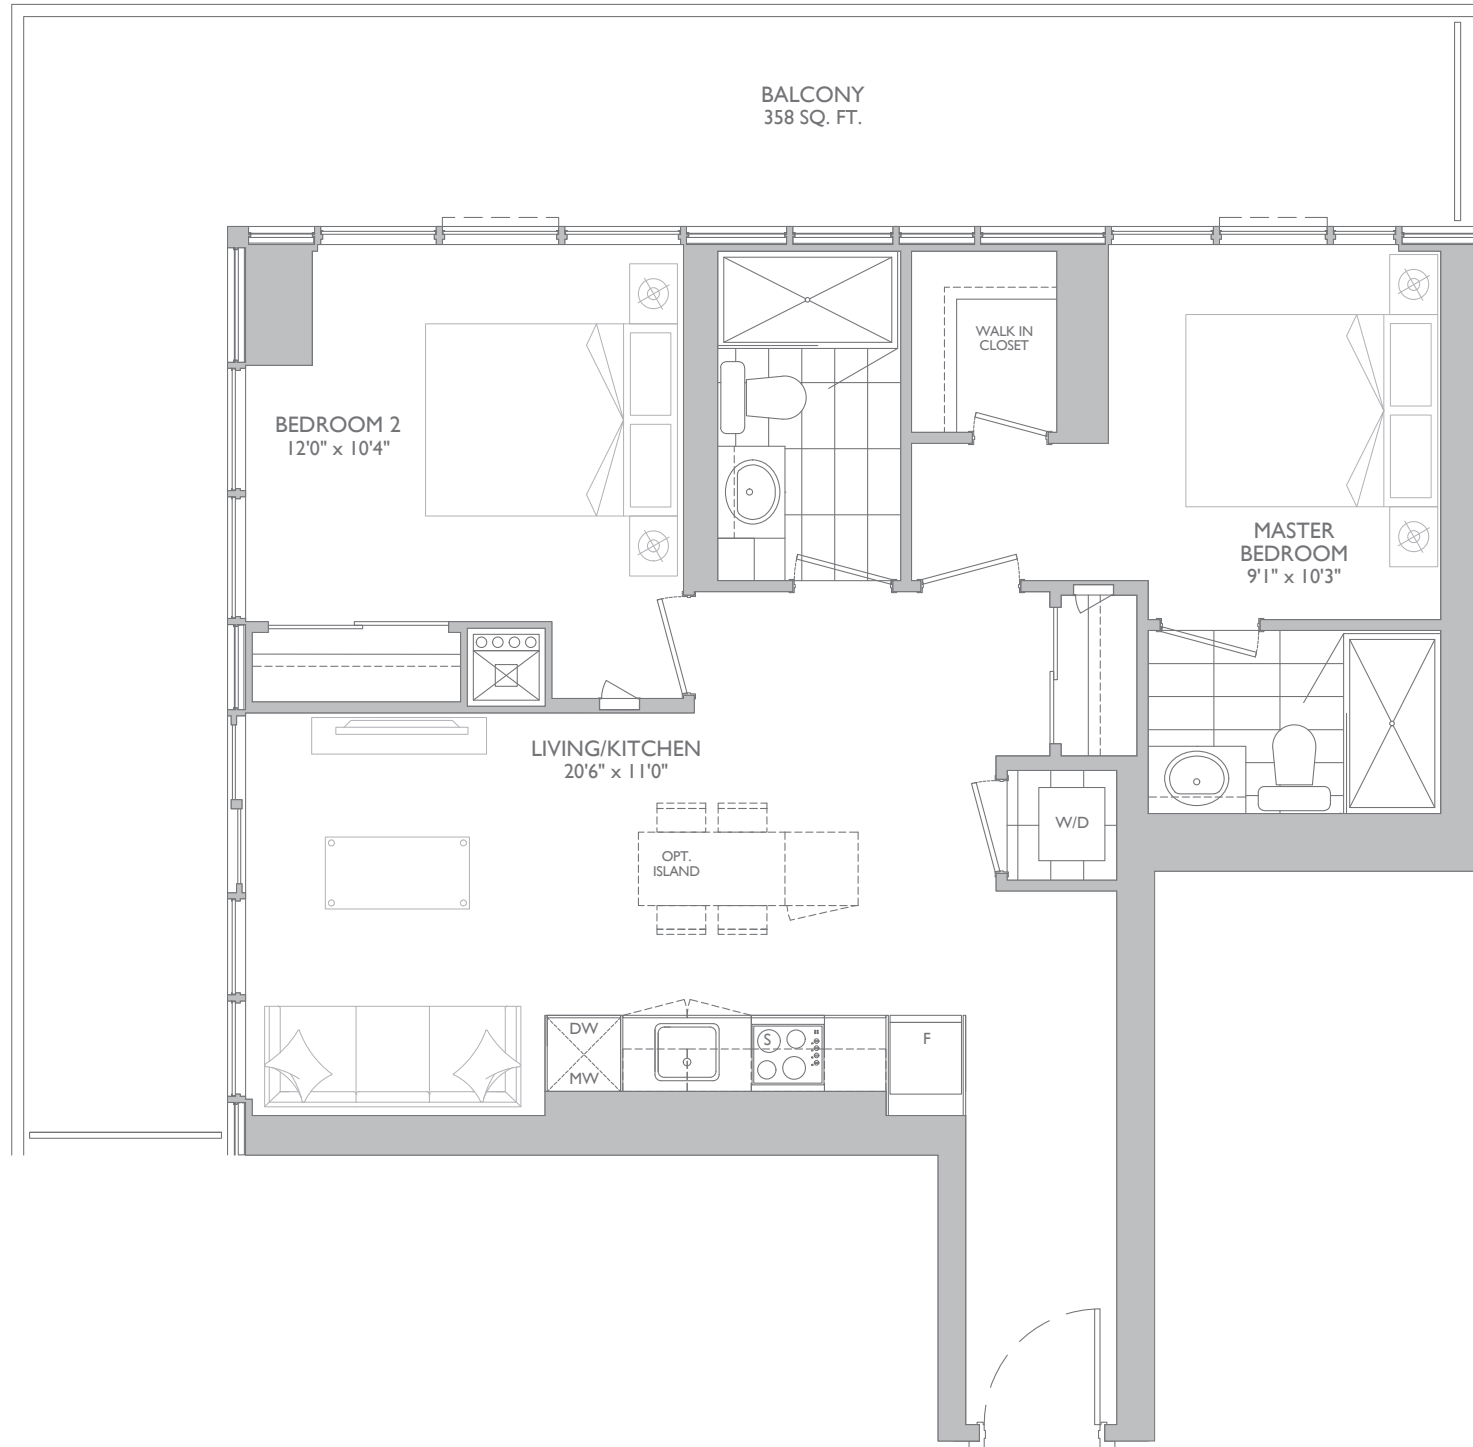 BALCONY
358 SQ. FT.
WALK IN
CLOSET
BEDROOM 2
12'0" x 10'4"
MASTER
BEDROOM
9'1" x 10'3"
LIVING/KITCHEN
20'6" x 11'0"
W/D
OPT.
ISLAND
DW
MW
S
F